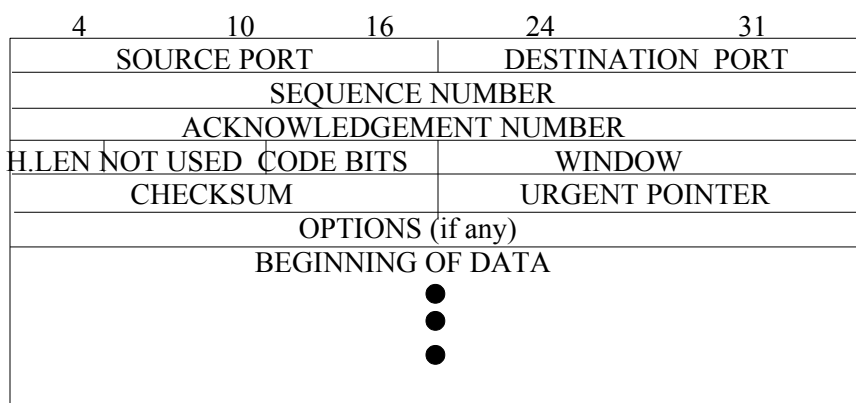 4 10 16 24 31
SOURCE PORT DESTINATION PORT
SEQUENCE NUMBER
ACKNOWLEDGEMENT NUMBER
H.LEN NOT USED CODE BITS WINDOW
CHECKSUM URGENT POINTER
OPTIONS (if any)
BEGINNING OF DATA